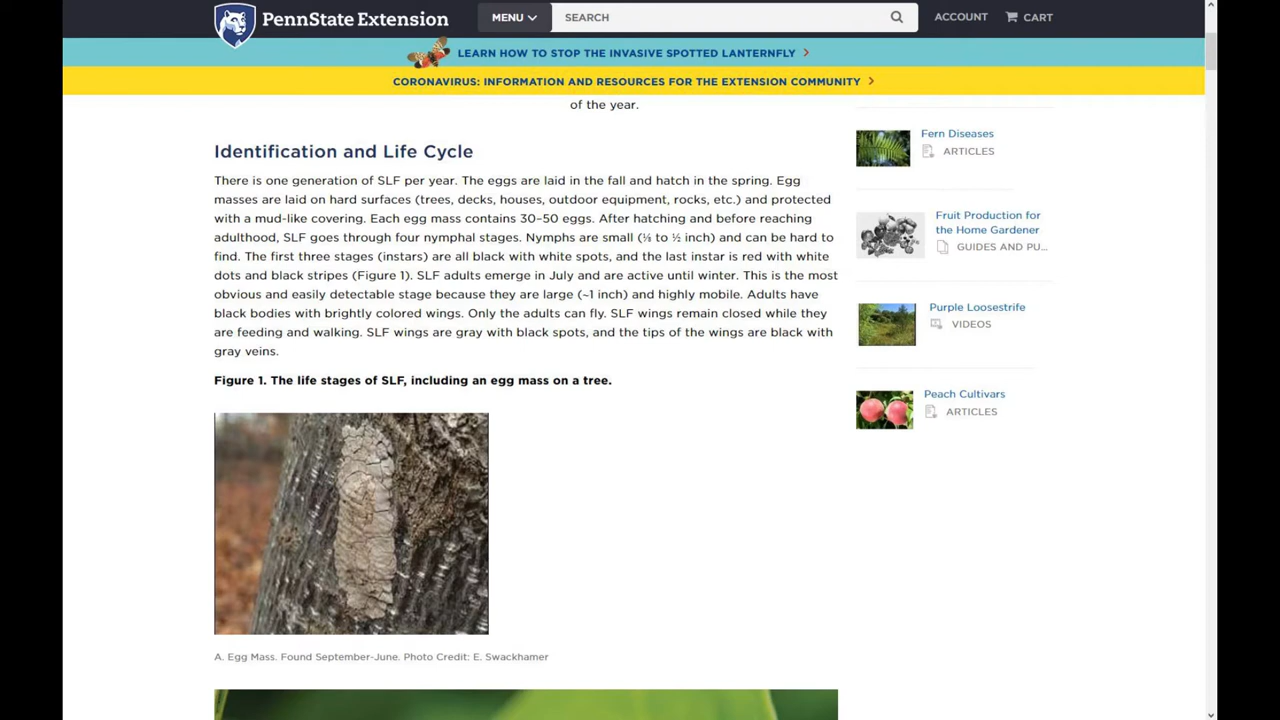 PennState Extension
MENU
SEARCH
ACCOUNT
CART
LEARN HOW TO STOP THE INVASIVE SPOTTED LANTERNFLY
CORONAVIRUS: INFORMATION AND RESOURCES FOR THE EXTENSION COMMUNITY
of the year.
Identification and Life Cycle
There is one generation of SLF per year. The eggs are laid in the fall and hatch in the spring. Egg
masses are laid on hard surfaces (trees, decks, houses, outdoor equipment, rocks, etc.) and protected
with a mud-like covering. Each egg mass contains 30–50 eggs. After hatching and before reaching
adulthood, SLF goes through four nymphal stages. Nymphs are small (⅛ to ½ inch) and can be hard to
find. The first three stages (instars) are all black with white spots, and the last instar is red with white
dots and black stripes (Figure 1). SLF adults emerge in July and are active until winter. This is the most
obvious and easily detectable stage because they are large (~1 inch) and highly mobile. Adults have
black bodies with brightly colored wings. Only the adults can fly. SLF wings remain closed while they
are feeding and walking. SLF wings are gray with black spots, and the tips of the wings are black with
gray veins.
Figure 1. The life stages of SLF, including an egg mass on a tree.
A. Egg Mass. Found September-June. Photo Credit: E. Swackhamer
Fern Diseases
ARTICLES
Fruit Production for
the Home Gardener
GUIDES AND PU...
Purple Loosestrife
VIDEOS
Peach Cultivars
ARTICLES